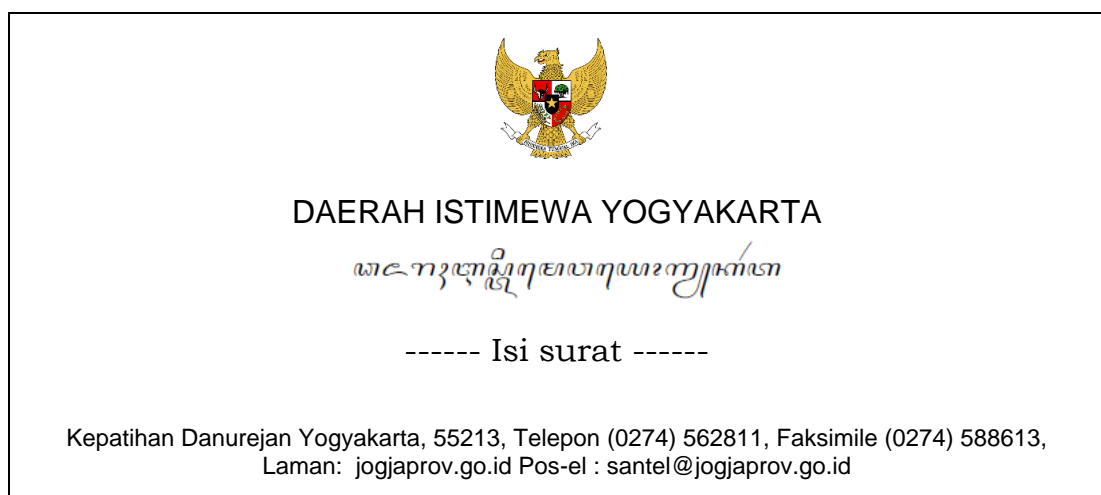 DAERAH ISTIMEWA YOGYAKARTA
------ Isi surat ------
Kepatihan Danurejan Yogyakarta, 55213, Telepon (0274) 562811, Faksimile (0274) 588613,
Laman: jogjaprov.go.id Pos-el : santel@jogjaprov.go.id